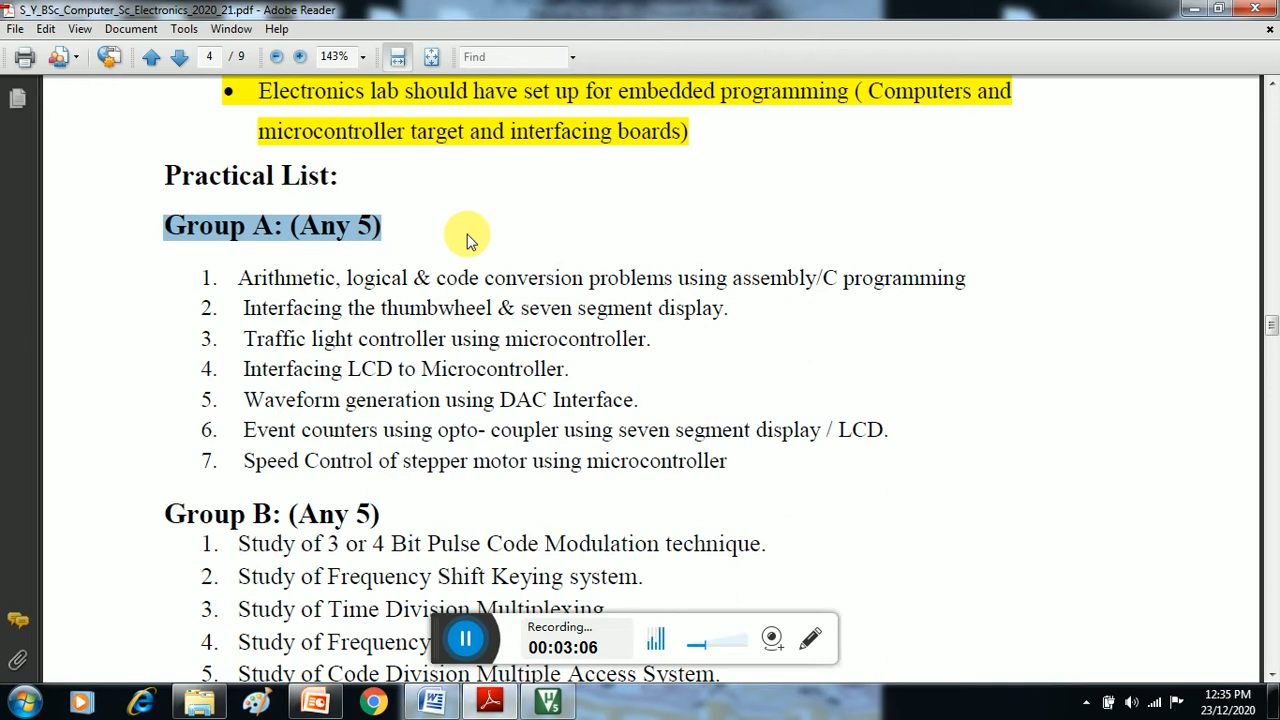 S_Y_BSc_Computer_Sc_Electronics_2020_21.pdf - Adobe Reader
File Edit View Document Tools Window Help
4 / 9 143% Find
• Electronics lab should have set up for embedded programming ( Computers and
microcontroller target and interfacing boards)
Practical List:
Group A: (Any 5)
1. Arithmetic, logical & code conversion problems using assembly/C programming
2. Interfacing the thumbwheel & seven segment display.
3. Traffic light controller using microcontroller.
4. Interfacing LCD to Microcontroller.
5. Waveform generation using DAC Interface.
6. Event counters using opto- coupler using seven segment display / LCD.
7. Speed Control of stepper motor using microcontroller
Group B: (Any 5)
1. Study of 3 or 4 Bit Pulse Code Modulation technique.
2. Study of Frequency Shift Keying system.
3. Study of Time Division Multiplexing
4. Study of Frequency
5. Study of Code Division Multiple Access System.
Recording...
00:03:06
12:35 PM
23/12/2020